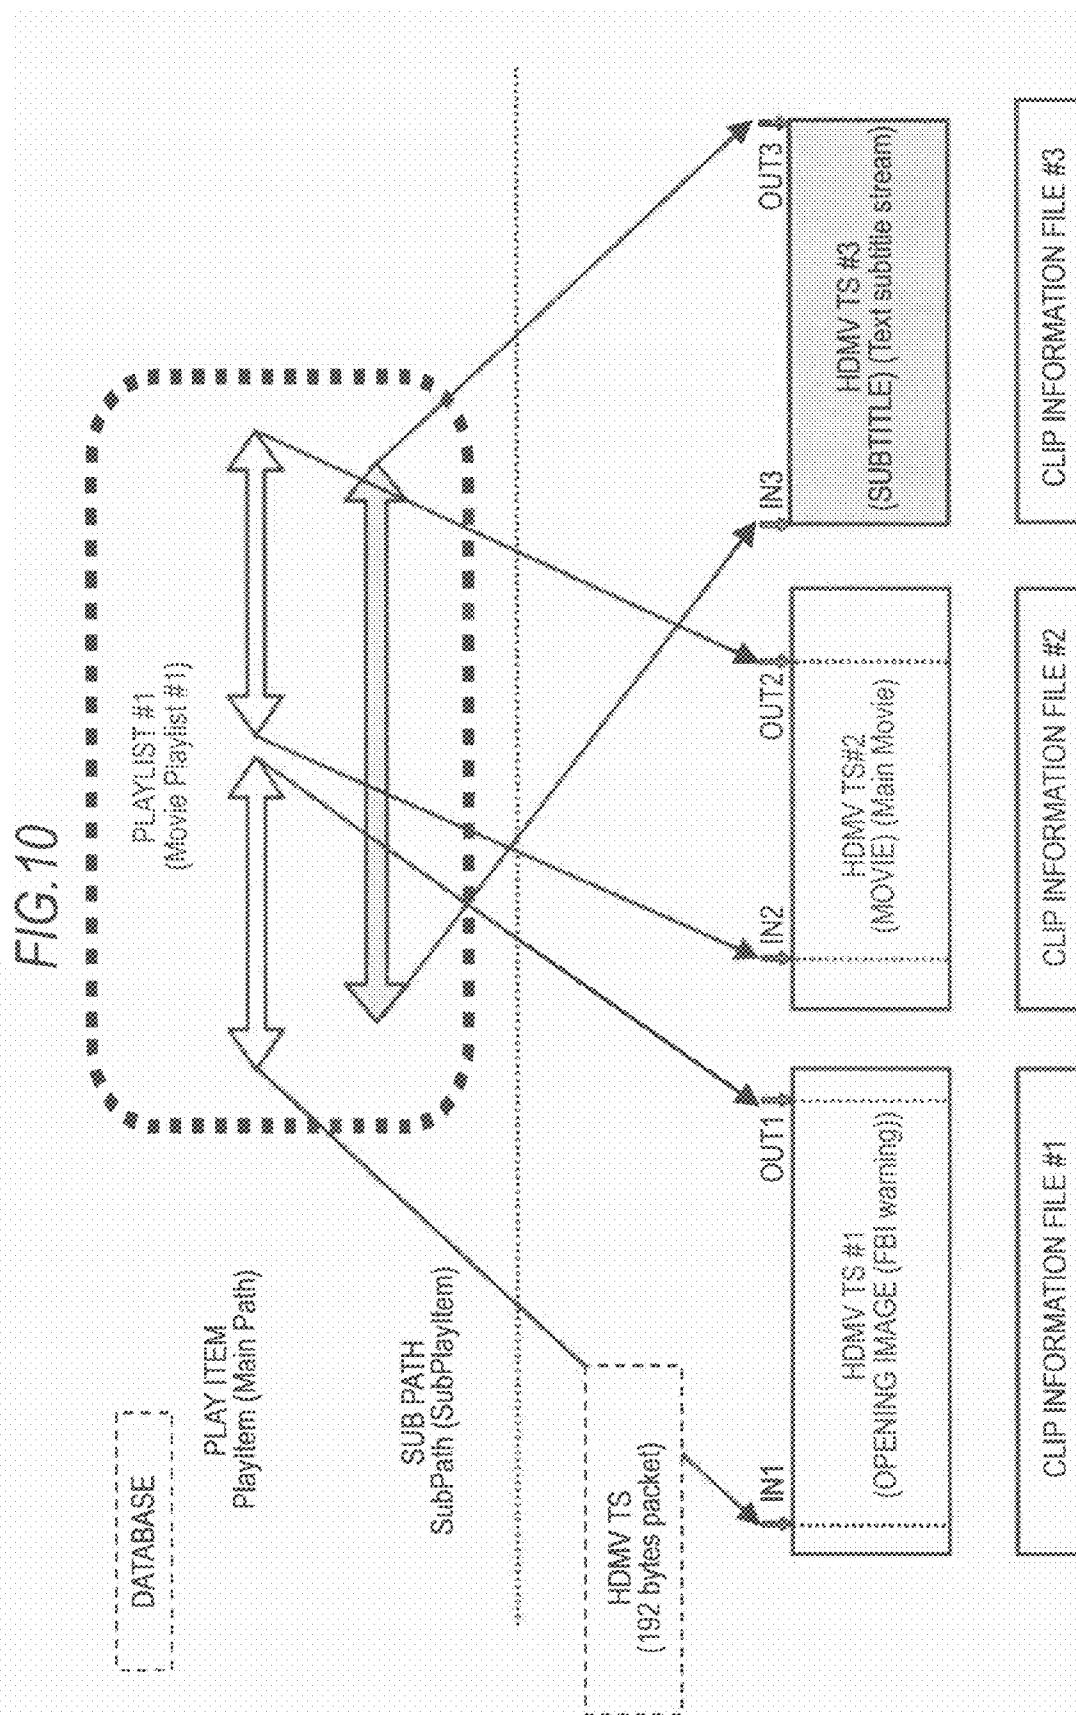 FIG.10
DATABASE
PLAYLIST #1
(Movie Playlist #1)
PLAY ITEM
PlayItem (Main Path)
SUB PATH
SubPath (SubPlayItem)
HDMV TS
(192 bytes packet)
IN1
OUT1
IN2
OUT2
IN3
OUT3
HDMV TS #1
(OPENING IMAGE (FBI warning))
HDMV TS#2
(MOVIE) (Main Movie)
HDMV TS #3
(SUBTITLE) (Text subtitle stream)
CLIP INFORMATION FILE #1
CLIP INFORMATION FILE #2
CLIP INFORMATION FILE #3